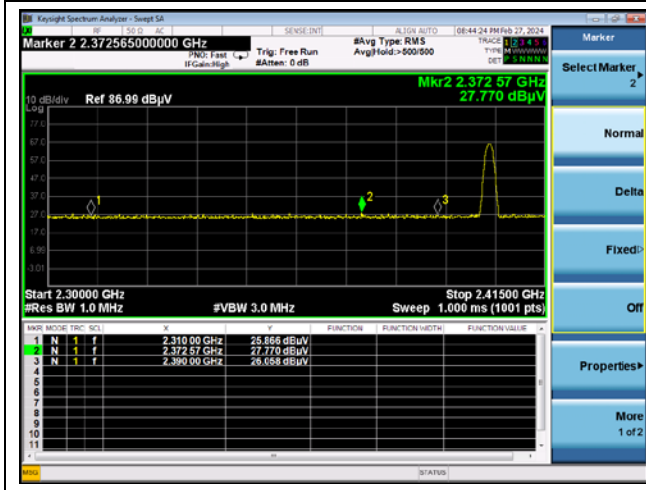 Keysight Spectrum Analyzer - Swept SA
RF 50 Ω AC SENSE:INT ALIGN AUTO 08:44:24 PM Feb 27, 2024
Marker 2 2.372565000000 GHz
PNO: Fast
IFGain:High
Trig: Free Run
#Atten: 0 dB
#Avg Type: RMS
Avg|Hold:>500/500
TRACE 1 2 3 4 5 6
TYPE M WWWWW
DET P S N N N N
Mkr2 2.372 57 GHz
27.770 dBµV
10 dB/div Ref 86.99 dBµV
Log
77.0
67.0
57.0
47.0
37.0
27.0
17.0
6.99
-3.01
1
2
3
Start 2.30000 GHz
Stop 2.41500 GHz
#Res BW 1.0 MHz #VBW 3.0 MHz Sweep 1.000 ms (1001 pts)
MKR MODE TRC SCL X Y FUNCTION FUNCTION WIDTH FUNCTION VALUE
1 N 1 f 2.310 00 GHz 25.866 dBuV
2 N 1 f 2.372 57 GHz 27.770 dBuV
3 N 1 f 2.390 00 GHz 26.058 dBuV
4
5
6
7
8
9
10
11
MSG STATUS
Marker
Select Marker
2
Normal
Delta
Fixed
Off
Properties
More
1 of 2